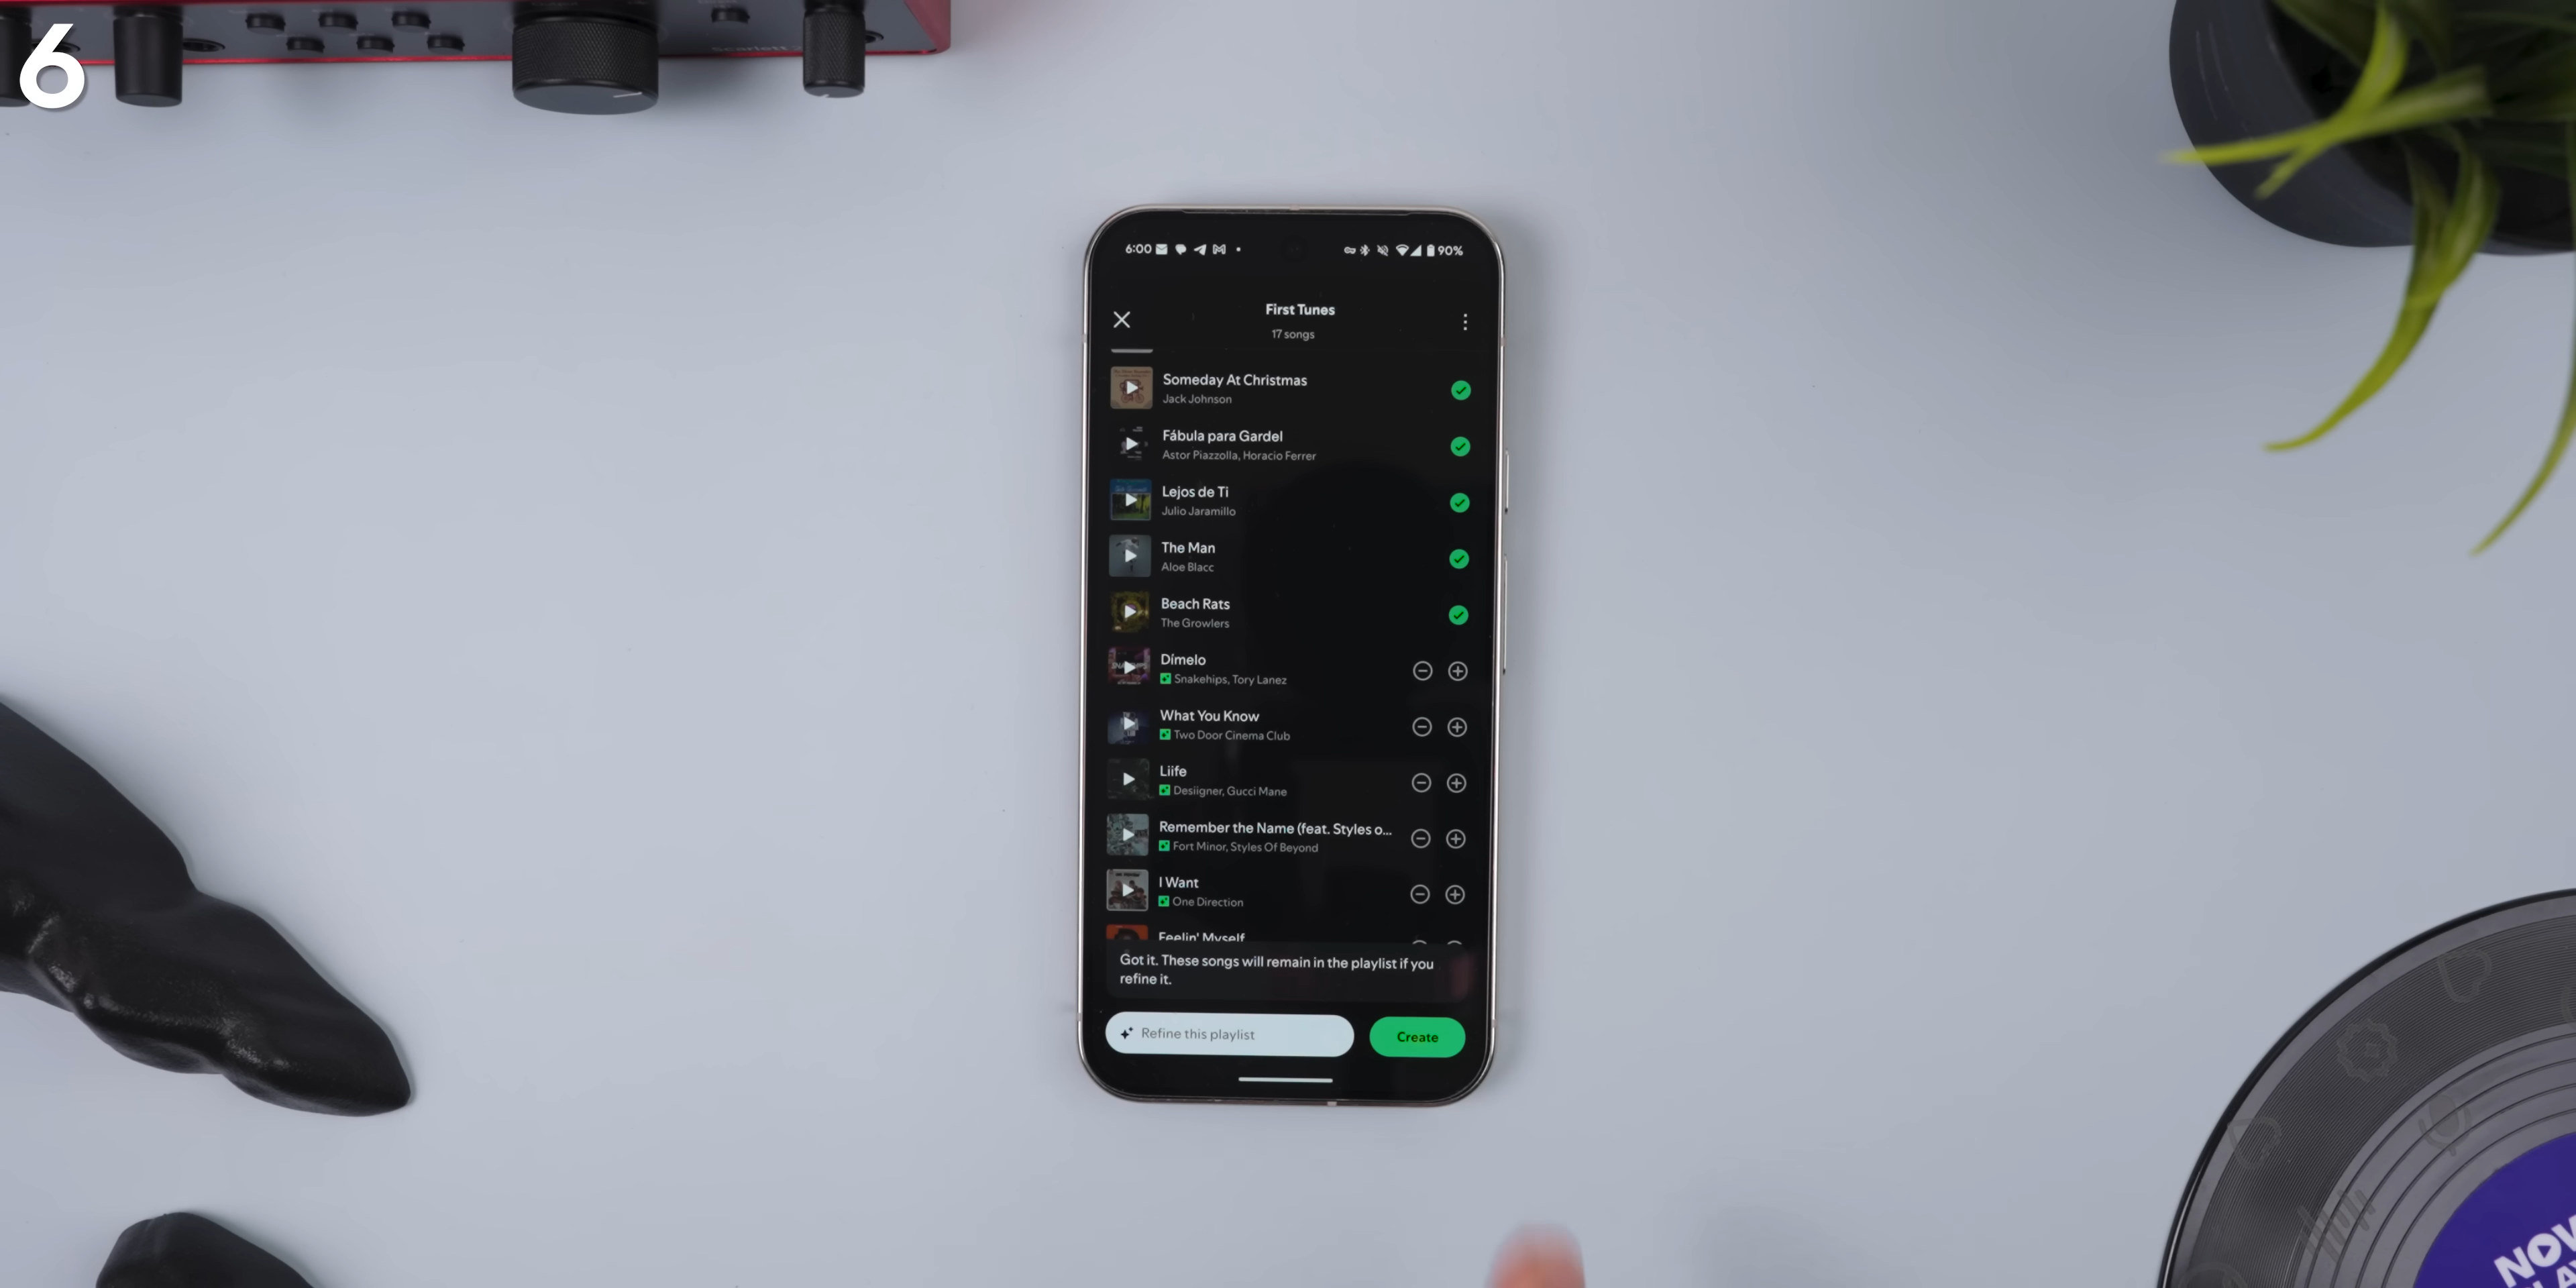 6
Scarlett
6:00
90%
First Tunes
17 songs
Someday At Christmas
Jack Johnson
Fábula para Gardel
Astor Piazzolla, Horacio Ferrer
Lejos de Ti
Julio Jaramillo
The Man
Aloe Blacc
Beach Rats
The Growlers
Dímelo
Snakehips, Tory Lanez
What You Know
Two Door Cinema Club
Liife
Desiigner, Gucci Mane
Remember the Name (feat. Styles o...
Fort Minor, Styles Of Beyond
I Want
One Direction
Feelin' Myself
Got it. These songs will remain in the playlist if you
refine it.
Refine this playlist
Create
NOW